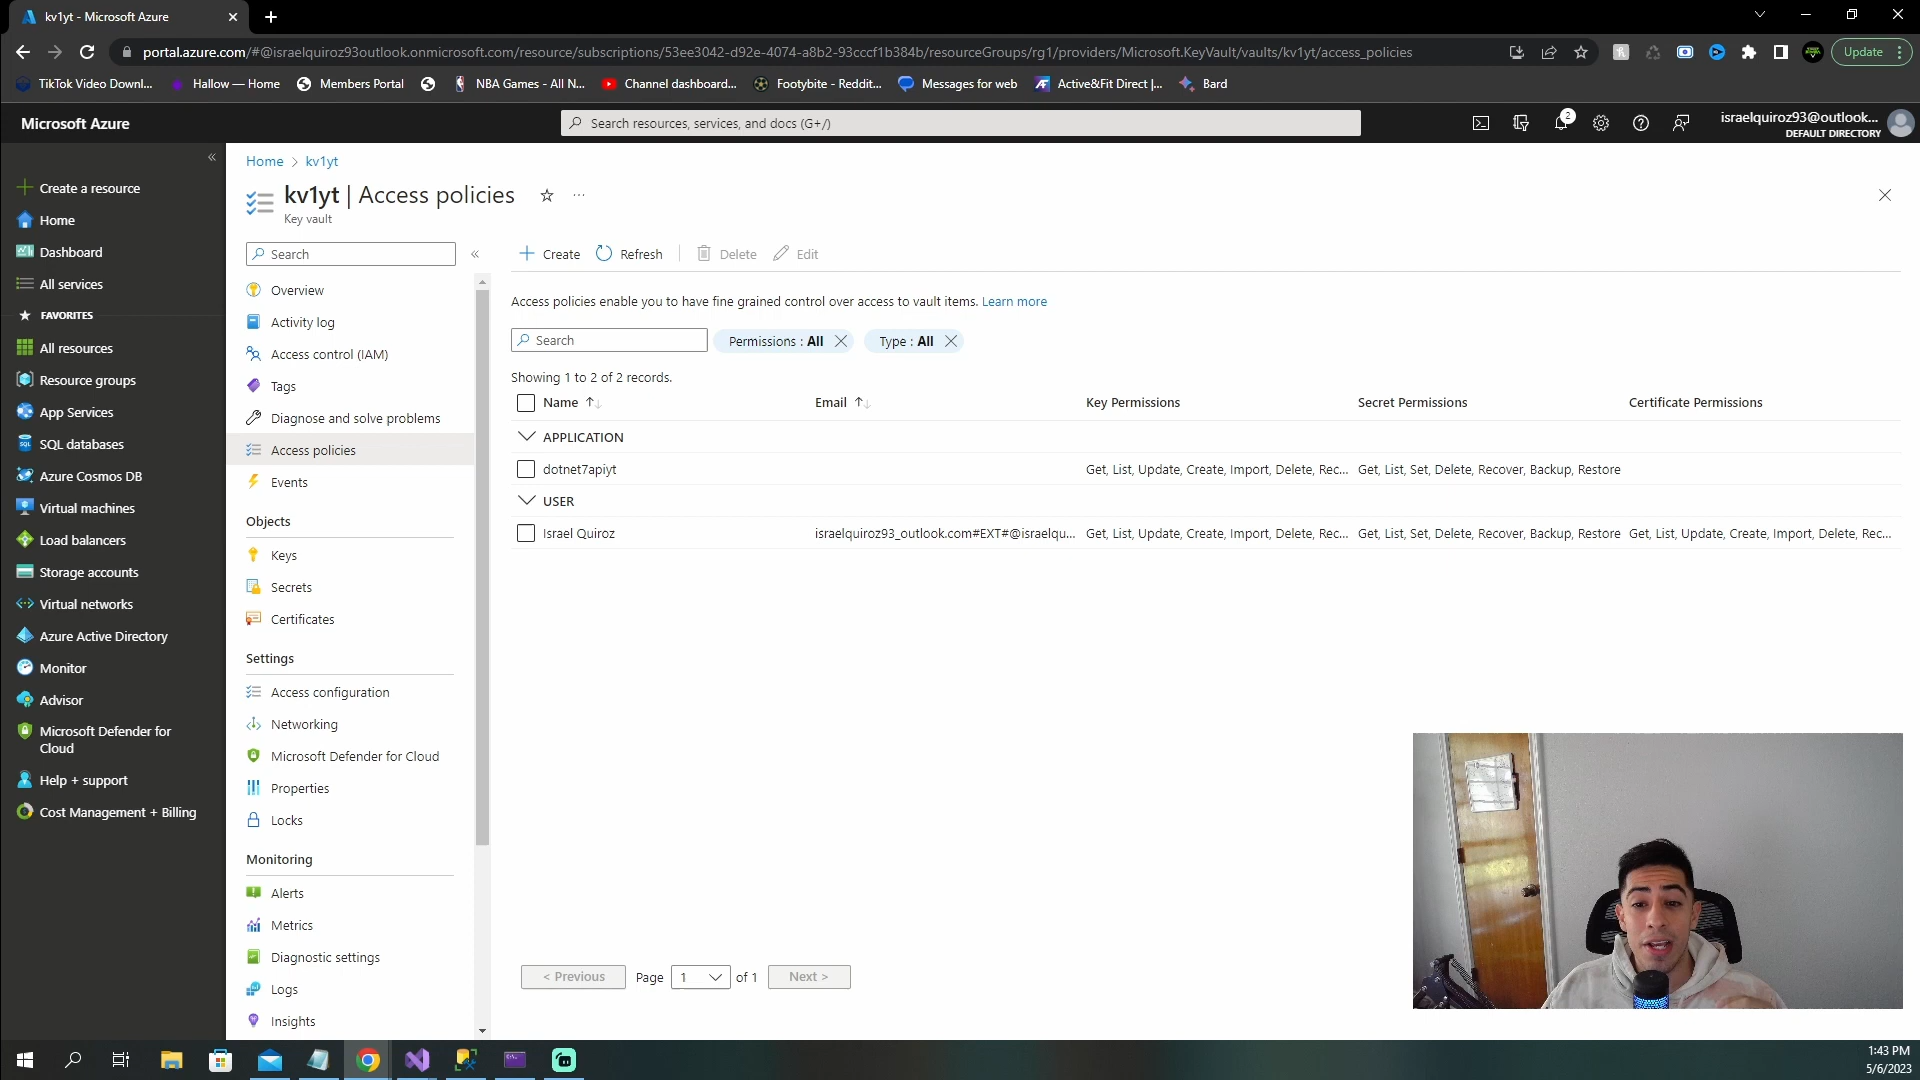 kv1yt - Microsoft Azure
portal.azure.com/#@israelquiroz93outlook.onmicrosoft.com/resource/subscriptions/53ee3042-d92e-4074-a8b2-93cccf1b384b/resourceGroups/rg1/providers/Microsoft.KeyVault/vaults/kv1yt/access_policies
Update
TikTok Video Downl...
Hallow — Home
Members Portal
NBA Games - All N...
Channel dashboard...
Footybite - Reddit...
Messages for web
Active&Fit Direct |...
Bard
Microsoft Azure
Search resources, services, and docs (G+/)
2
israelquiroz93@outlook...
DEFAULT DIRECTORY
Create a resource
Home
Dashboard
All services
FAVORITES
All resources
Resource groups
App Services
SQL databases
Azure Cosmos DB
Virtual machines
Load balancers
Storage accounts
Virtual networks
Azure Active Directory
Monitor
Advisor
Microsoft Defender for
Cloud
Help + support
Cost Management + Billing
Home > kv1yt
kv1yt | Access policies
Key vault
Search
Overview
Activity log
Access control (IAM)
Tags
Diagnose and solve problems
Access policies
Events
Objects
Keys
Secrets
Certificates
Settings
Access configuration
Networking
Microsoft Defender for Cloud
Properties
Locks
Monitoring
Alerts
Metrics
Diagnostic settings
Logs
Insights
Create
Refresh
Delete
Edit
Access policies enable you to have fine grained control over access to vault items. Learn more
Search
Permissions : All
Type : All
Showing 1 to 2 of 2 records.
Name
Email
Key Permissions
Secret Permissions
Certificate Permissions
APPLICATION
dotnet7apiyt
Get, List, Update, Create, Import, Delete, Rec...
Get, List, Set, Delete, Recover, Backup, Restore
USER
Israel Quiroz
israelquiroz93_outlook.com#EXT#@israelqu...
Get, List, Update, Create, Import, Delete, Rec...
Get, List, Set, Delete, Recover, Backup, Restore
Get, List, Update, Create, Import, Delete, Rec...
< Previous
Page
1
of 1
Next >
1:43 PM
5/6/2023